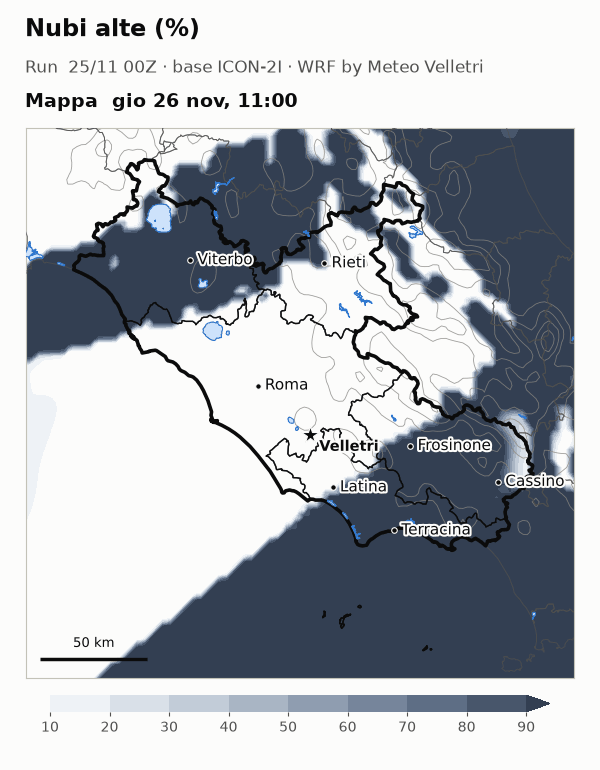 Nubi alte (%)
Run  25/11 00Z · base ICON-2I · WRF by Meteo Velletri
Mappa  gio 26 nov, 11:00
Viterbo
Rieti
Roma
Velletri
Frosinone
Latina
Cassino
Terracina
50 km
10 20 30 40 50 60 70 80 90